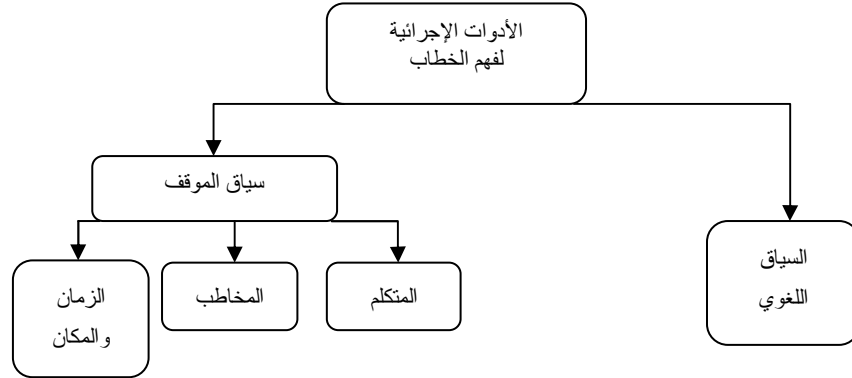 الأدوات الإجرائية
لفهم الخطاب
سياق الموقف
السياق
اللغوي
المتكلم
المخاطب
الزمان
والمكان